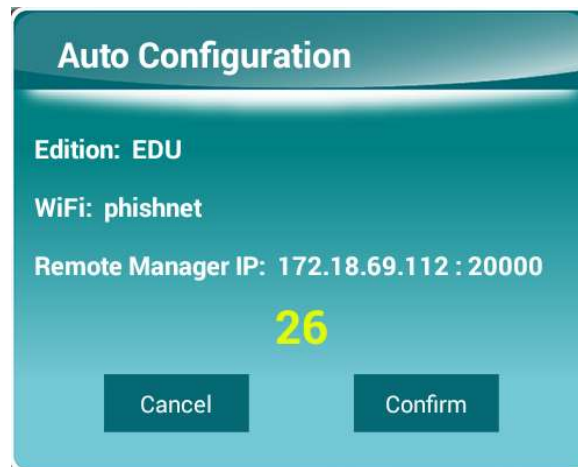 Auto Configuration
Edition: EDU
WiFi: phishnet
Remote Manager IP: 172.18.69.112 : 20000
26
Cancel Confirm